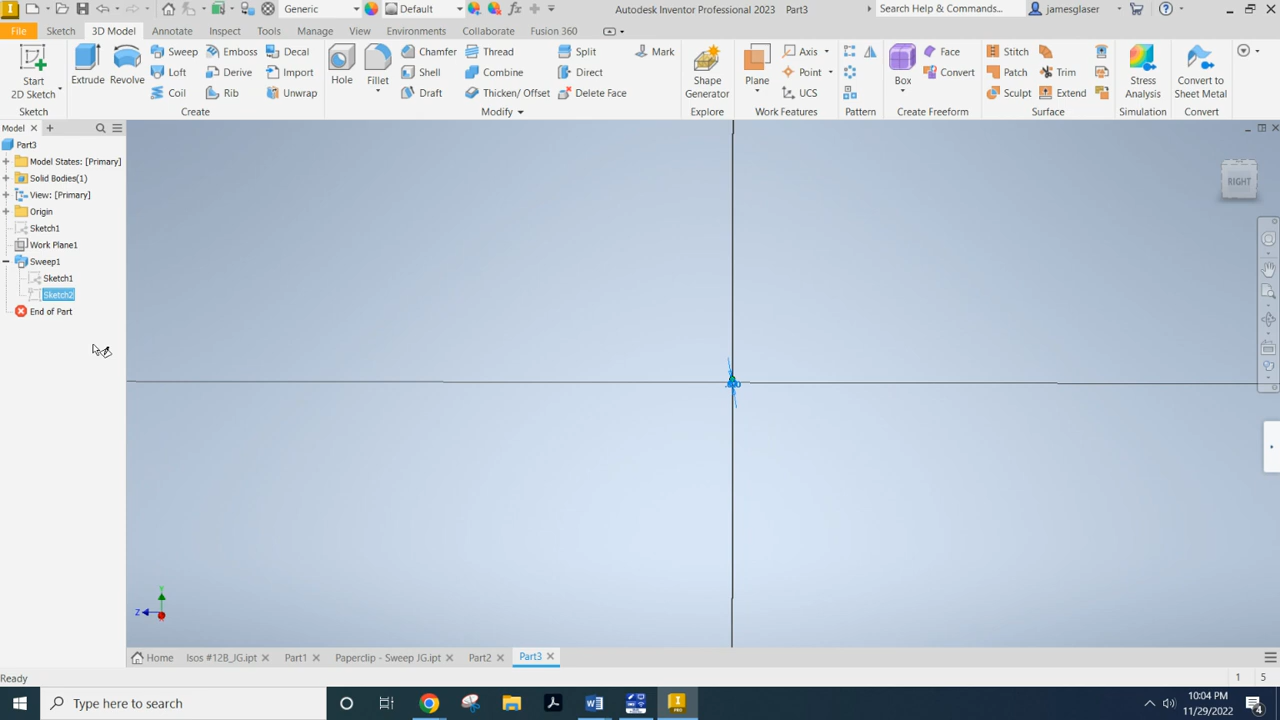 I PRO Generic Default fx Autodesk Inventor Professional 2023 Part3 Search Help & Commands... jamesglaser
File Sketch 3D Model Annotate Inspect Tools Manage View Environments Collaborate Fusion 360
Start
2D Sketch
Sketch
Extrude Revolve Sweep Emboss Decal
Loft Derive Import
Coil Rib Unwrap
Create
Hole Fillet Chamfer Thread Split Mark
Shell Combine Direct
Draft Thicken/ Offset Delete Face
Modify
Shape
Generator
Explore
Plane Axis
Point
UCS
Work Features
Pattern
Box Face
Convert
Create Freeform
Stitch
Patch Trim
Sculpt Extend
Surface
Stress
Analysis
Simulation
Convert to
Sheet Metal
Convert
Model
Part3
Model States: [Primary]
Solid Bodies(1)
View: [Primary]
Origin
Sketch1
Work Plane1
Sweep1
Sketch1
Sketch2
End of Part
RIGHT
Y
Z
Home Isos #12B_JG.ipt Part1 Paperclip - Sweep JG.ipt Part2 Part3
Ready 1 5
Type here to search
10:04 PM
11/29/2022
4